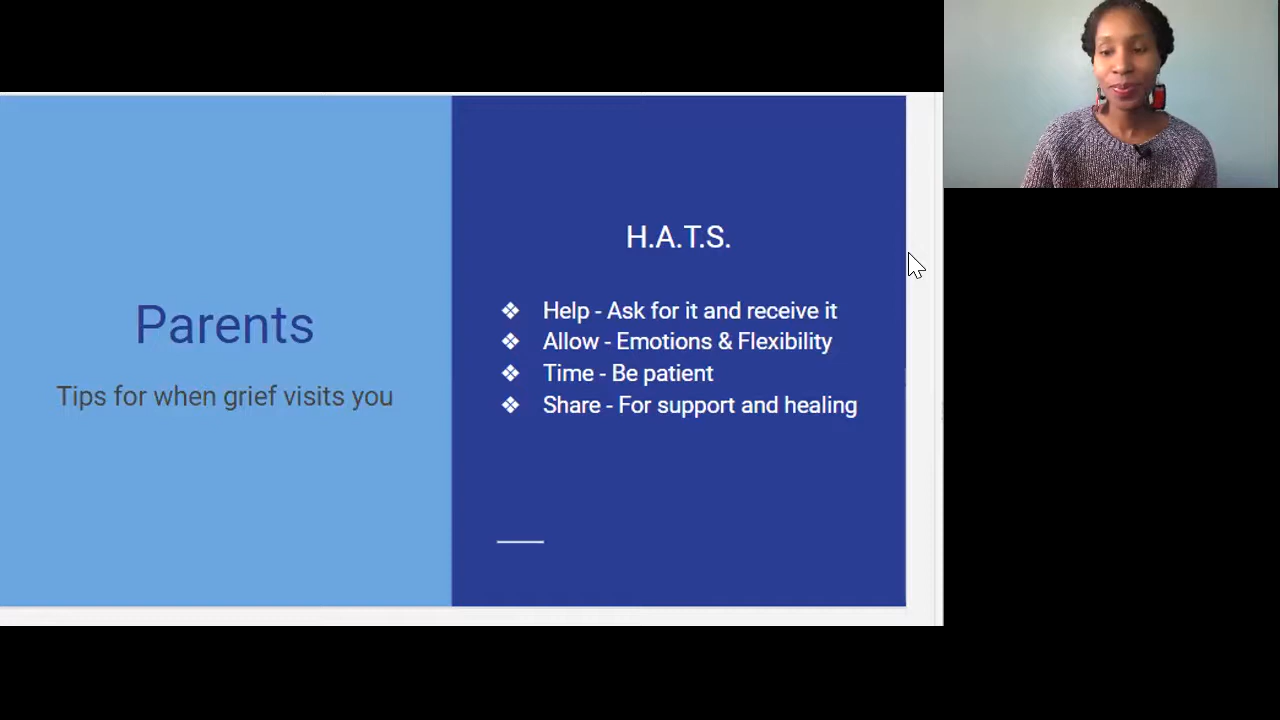 Parents
Tips for when grief visits you
H.A.T.S.
❖ Help - Ask for it and receive it
❖ Allow - Emotions & Flexibility
❖ Time - Be patient
❖ Share - For support and healing